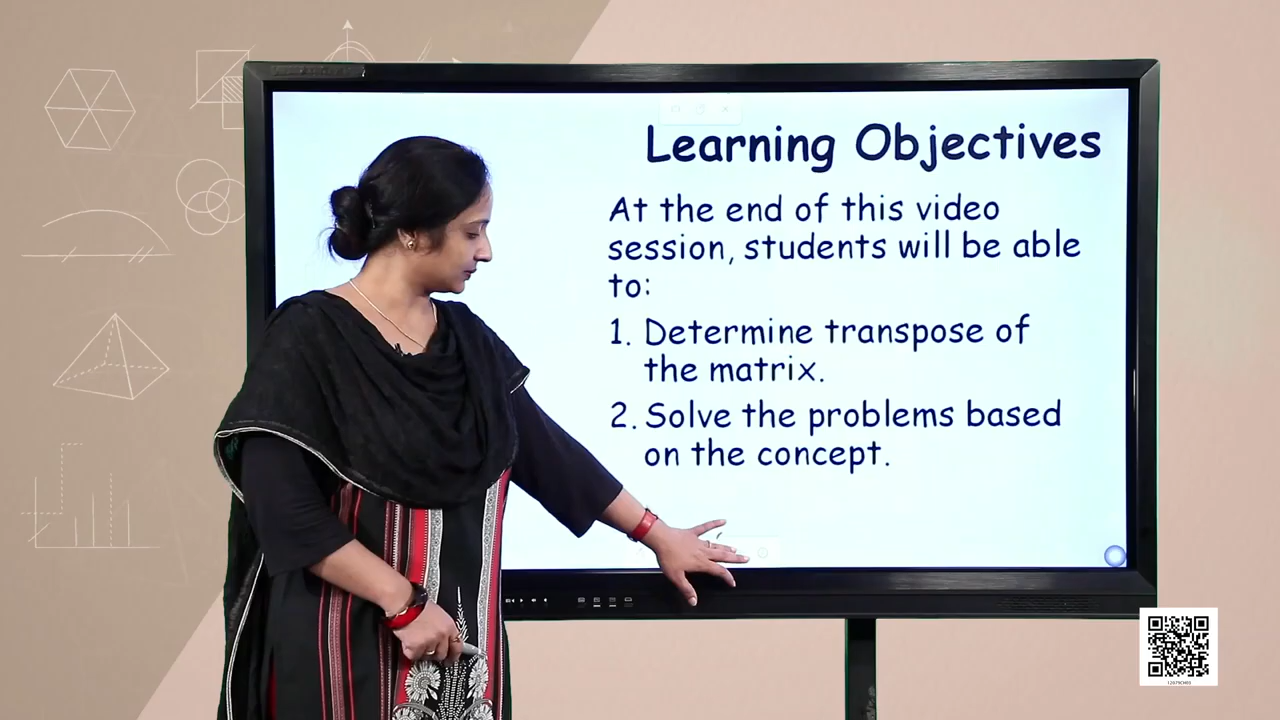 Learning Objectives
At the end of this video
session, students will be able
to:
1. Determine transpose of
the matrix.
2. Solve the problems based
on the concept.
12079CH03